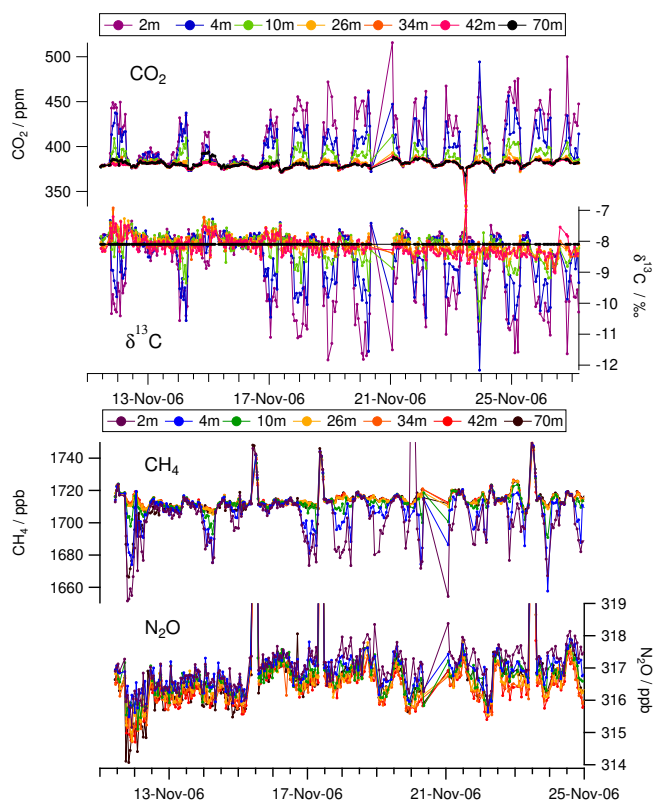 2m 4m 10m 26m 34m 42m 70m
500
450
400
350
CO2 / ppm
CO2
-7
-8
-9
-10
-11
-12
δ13C / ‰
δ13C
13-Nov-06 17-Nov-06 21-Nov-06 25-Nov-06
2m 4m 10m 26m 34m 42m 70m
1740
1720
1700
1680
1660
CH4 / ppb
CH4
319
318
317
316
315
314
N2O / ppb
N2O
13-Nov-06 17-Nov-06 21-Nov-06 25-Nov-06